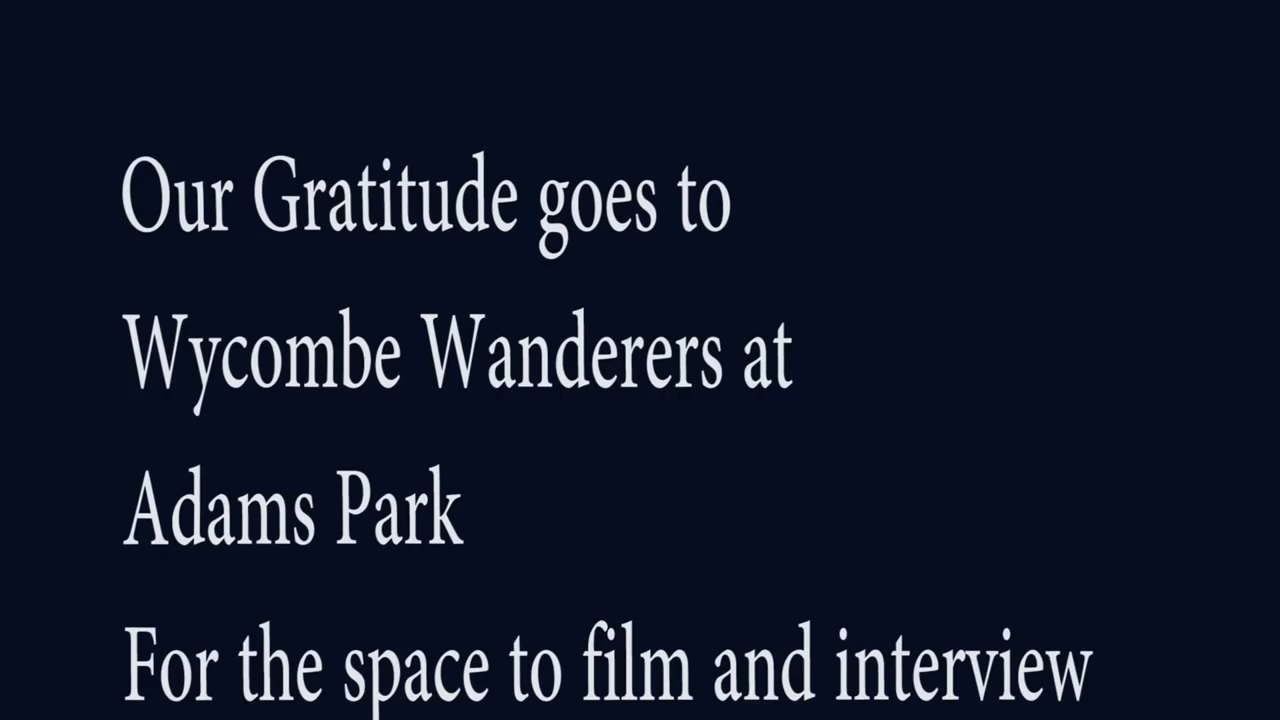 Our Gratitude goes to
Wycombe Wanderers at
Adams Park
For the space to film and interview